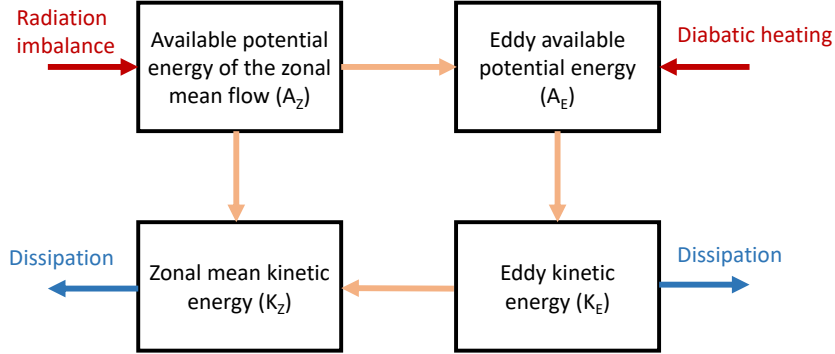 Radiation
imbalance
Available potential
energy of the zonal
mean flow (A_Z)
Eddy available
potential energy
(A_E)
Diabatic heating
Dissipation
Zonal mean kinetic
energy (K_Z)
Eddy kinetic
energy (K_E)
Dissipation